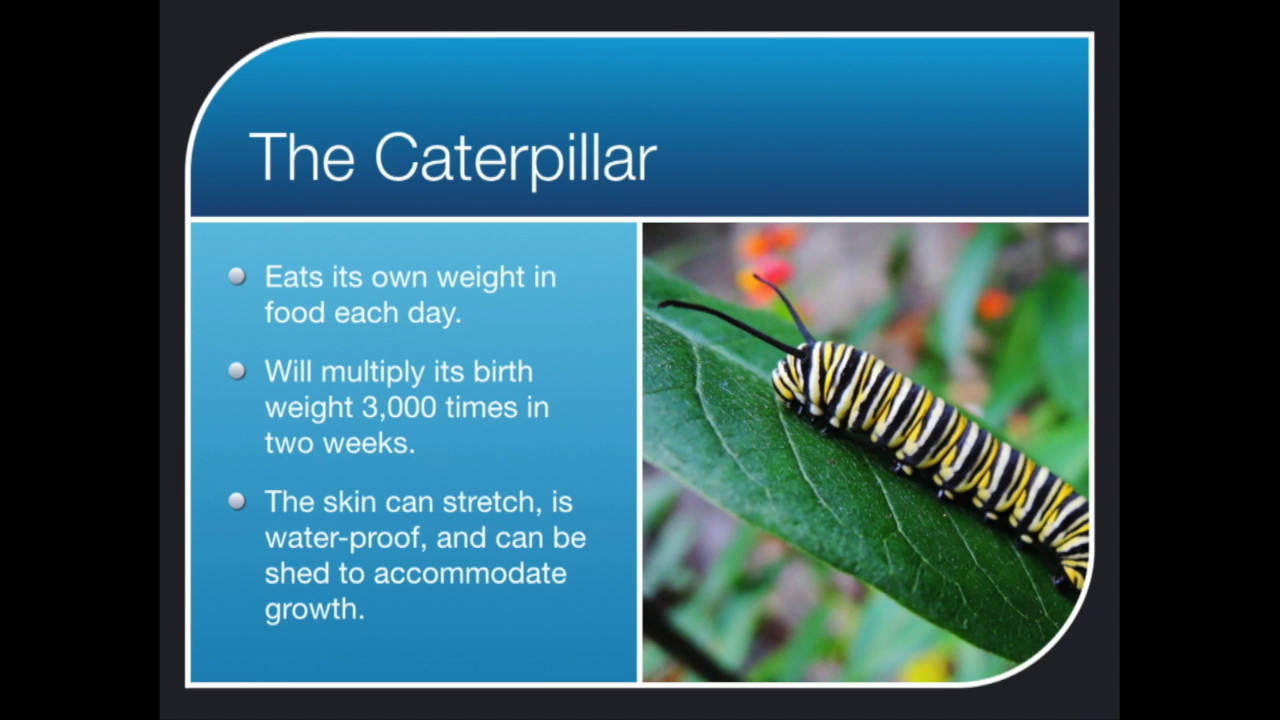 The Caterpillar
Eats its own weight in
food each day.
Will multiply its birth
weight 3,000 times in
two weeks.
The skin can stretch, is
water-proof, and can be
shed to accommodate
growth.